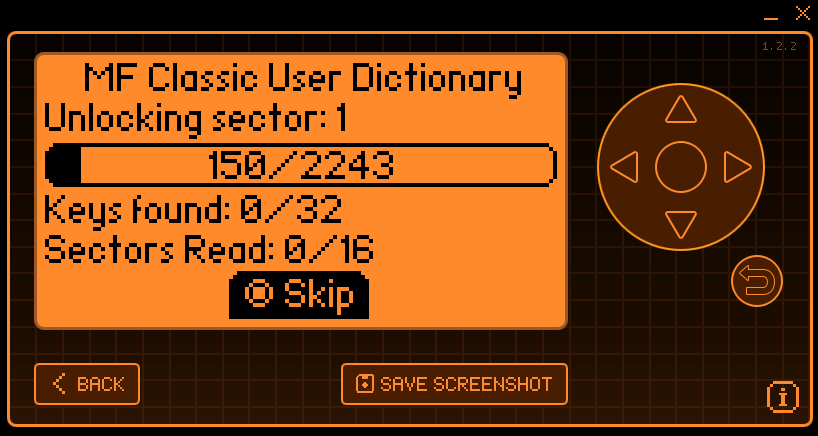 1.2.2
MF Classic User Dictionary
Unlocking sector: 1
150/2243
Keys found: 0/32
Sectors Read: 0/16
Skip
BACK
SAVE SCREENSHOT
i